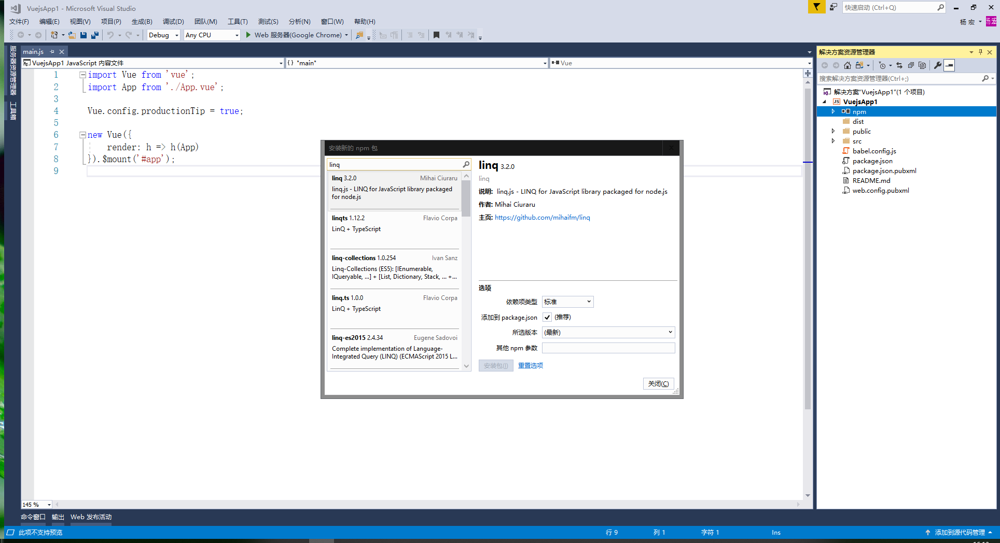 VuejsApp1 - Microsoft Visual Studio
快速启动 (Ctrl+Q)
文件(F) 编辑(E) 视图(V) 项目(P) 生成(B) 调试(D) 团队(M) 工具(T) 测试(S) 分析(N) 窗口(W) 帮助(H)
杨 宏
杨宏
Debug Any CPU Web 服务器(Google Chrome)
服务器资源管理器
工具箱
main.js
VuejsApp1 JavaScript 内容文件 {} "main" Vue
1 import Vue from 'vue';
2 import App from './App.vue';
3
4 Vue.config.productionTip = true;
5
6 new Vue({
7 render: h => h(App)
8 }).$mount('#app');
9
145 %
安装新的 npm 包
linq
linq 3.2.0 Mihai Ciuraru
linq.js - LINQ for JavaScript library packaged
for node.js
linqts 1.12.2 Flavio Corpa
LinQ + TypeScript
linq-collections 1.0.254 Ivan Sanz
Linq-Collections (ES5): [IEnumerable,
IQueryable, ...] + [List, Dictionary, Stack, ... +...
linq.ts 1.0.0 Flavio Corpa
LinQ + TypeScript
linq-es2015 2.4.34 Eugene Sadovoi
Complete implementation of Language-
Integrated Query (LINQ) (ECMAScript 2015 L...
linq 3.2.0
linq
说明: linq.js - LINQ for JavaScript library packaged for node.js
作者: Mihai Ciuraru
主页: https://github.com/mihaifm/linq
选项
依赖项类型 标准
添加到 package.json (推荐)
所选版本 (最新)
其他 npm 参数
安装包(I) 重置选项
关闭(C)
解决方案资源管理器
搜索解决方案资源管理器(Ctrl+;)
解决方案"VuejsApp1"(1 个项目)
JS VuejsApp1
npm
dist
public
src
babel.config.js
package.json
package.json.pubxml
README.md
web.config.pubxml
命令窗口 输出 Web 发布活动
此项不支持预览 行 9 列 1 字符 1 Ins 添加到源代码管理